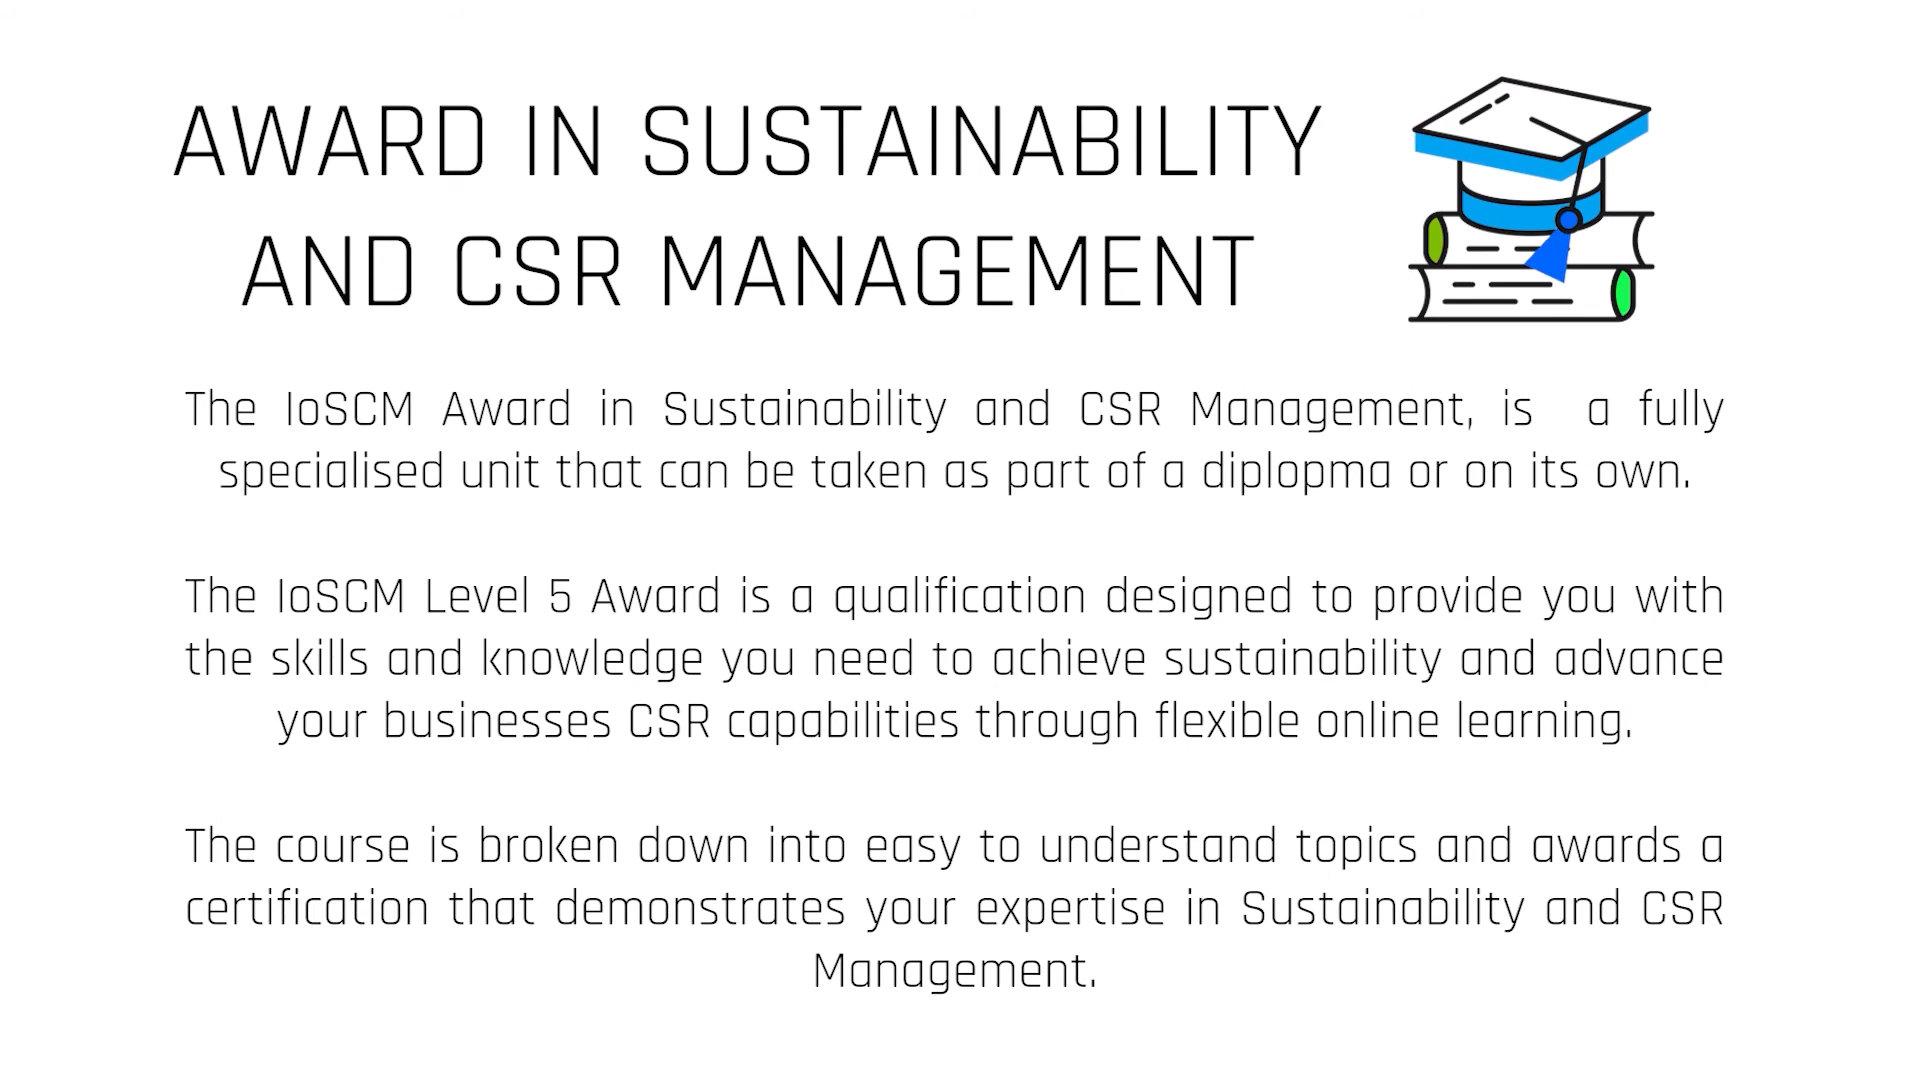 AWARD IN SUSTAINABILITY
AND CSR MANAGEMENT
The IoSCM Award in Sustainability and CSR Management, is a fully
specialised unit that can be taken as part of a diplopma or on its own.
The IoSCM Level 5 Award is a qualification designed to provide you with
the skills and knowledge you need to achieve sustainability and advance
your businesses CSR capabilities through flexible online learning.
The course is broken down into easy to understand topics and awards a
certification that demonstrates your expertise in Sustainability and CSR
Management.